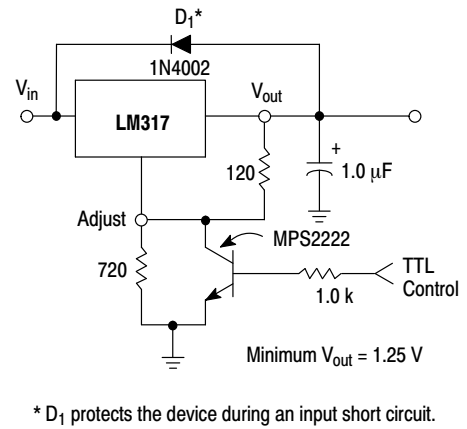 D1*
1N4002
Vin
Vout
LM317
+
120
1.0 μF
Adjust
MPS2222
720
TTL
Control
1.0 k
Minimum Vout = 1.25 V
* D1 protects the device during an input short circuit.